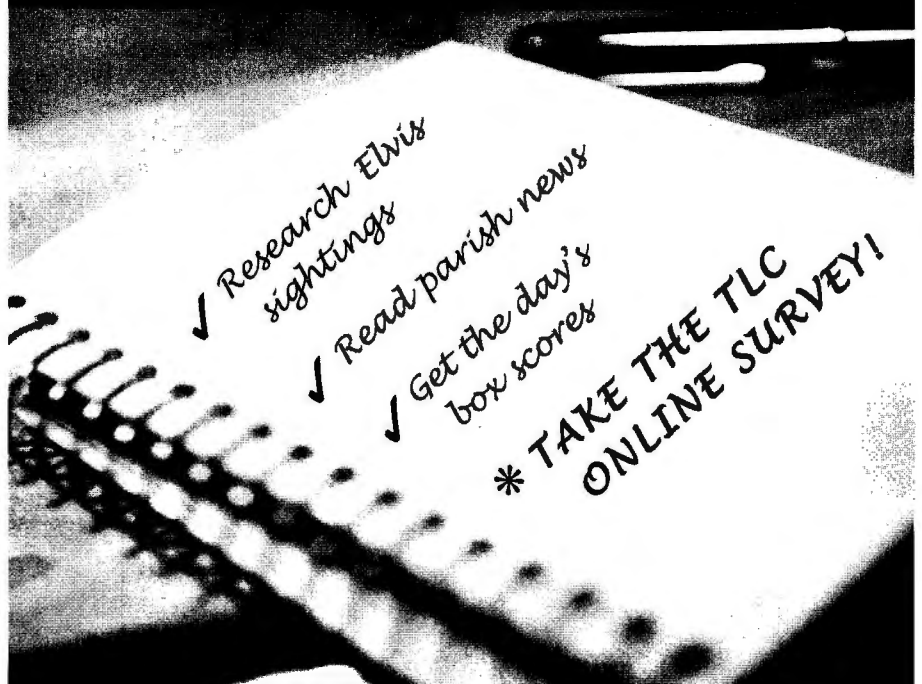 ✓ Research Elvis
sightings
✓ Read parish news
✓ Get the day's
box scores
* TAKE THE TLC
ONLINE SURVEY!